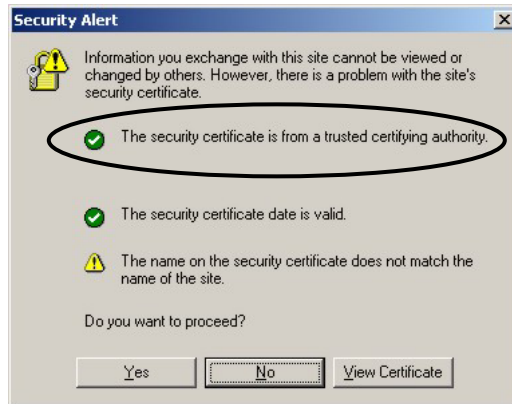 Security Alert
Information you exchange with this site cannot be viewed or
changed by others. However, there is a problem with the site's
security certificate.
The security certificate is from a trusted certifying authority.
The security certificate date is valid.
The name on the security certificate does not match the
name of the site.
Do you want to proceed?
Yes No View Certificate